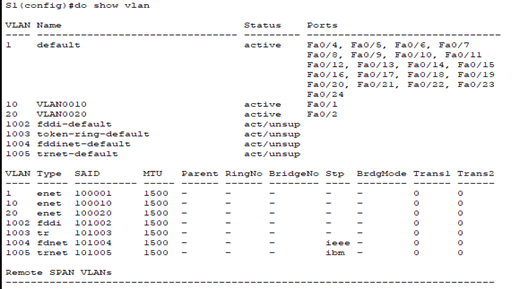 S1(config)#do show vlan
VLAN Name                             Status    Ports
---- -------------------------------- --------- -------------------------------
1    default                          active    Fa0/4, Fa0/5, Fa0/6, Fa0/7
                                                Fa0/8, Fa0/9, Fa0/10, Fa0/11
                                                Fa0/12, Fa0/13, Fa0/14, Fa0/15
                                                Fa0/16, Fa0/17, Fa0/18, Fa0/19
                                                Fa0/20, Fa0/21, Fa0/22, Fa0/23
                                                Fa0/24
10   VLAN0010                         active    Fa0/1
20   VLAN0020                         active    Fa0/2
1002 fddi-default                     act/unsup
1003 token-ring-default               act/unsup
1004 fddinet-default                  act/unsup
1005 trnet-default                    act/unsup
VLAN Type  SAID       MTU   Parent RingNo BridgeNo Stp  BrdgMode Trans1 Trans2
---- ----- ---------- ----- ------ ------ -------- ---- -------- ------ ------
1    enet  100001     1500  -      -      -        -    -        0      0
10   enet  100010     1500  -      -      -        -    -        0      0
20   enet  100020     1500  -      -      -        -    -        0      0
1002 fddi  101002     1500  -      -      -        -    -        0      0
1003 tr    101003     1500  -      -      -        -    -        0      0
1004 fdnet 101004     1500  -      -      -        ieee -        0      0
1005 trnet 101005     1500  -      -      -        ibm  -        0      0
Remote SPAN VLANs
------------------------------------------------------------------------------